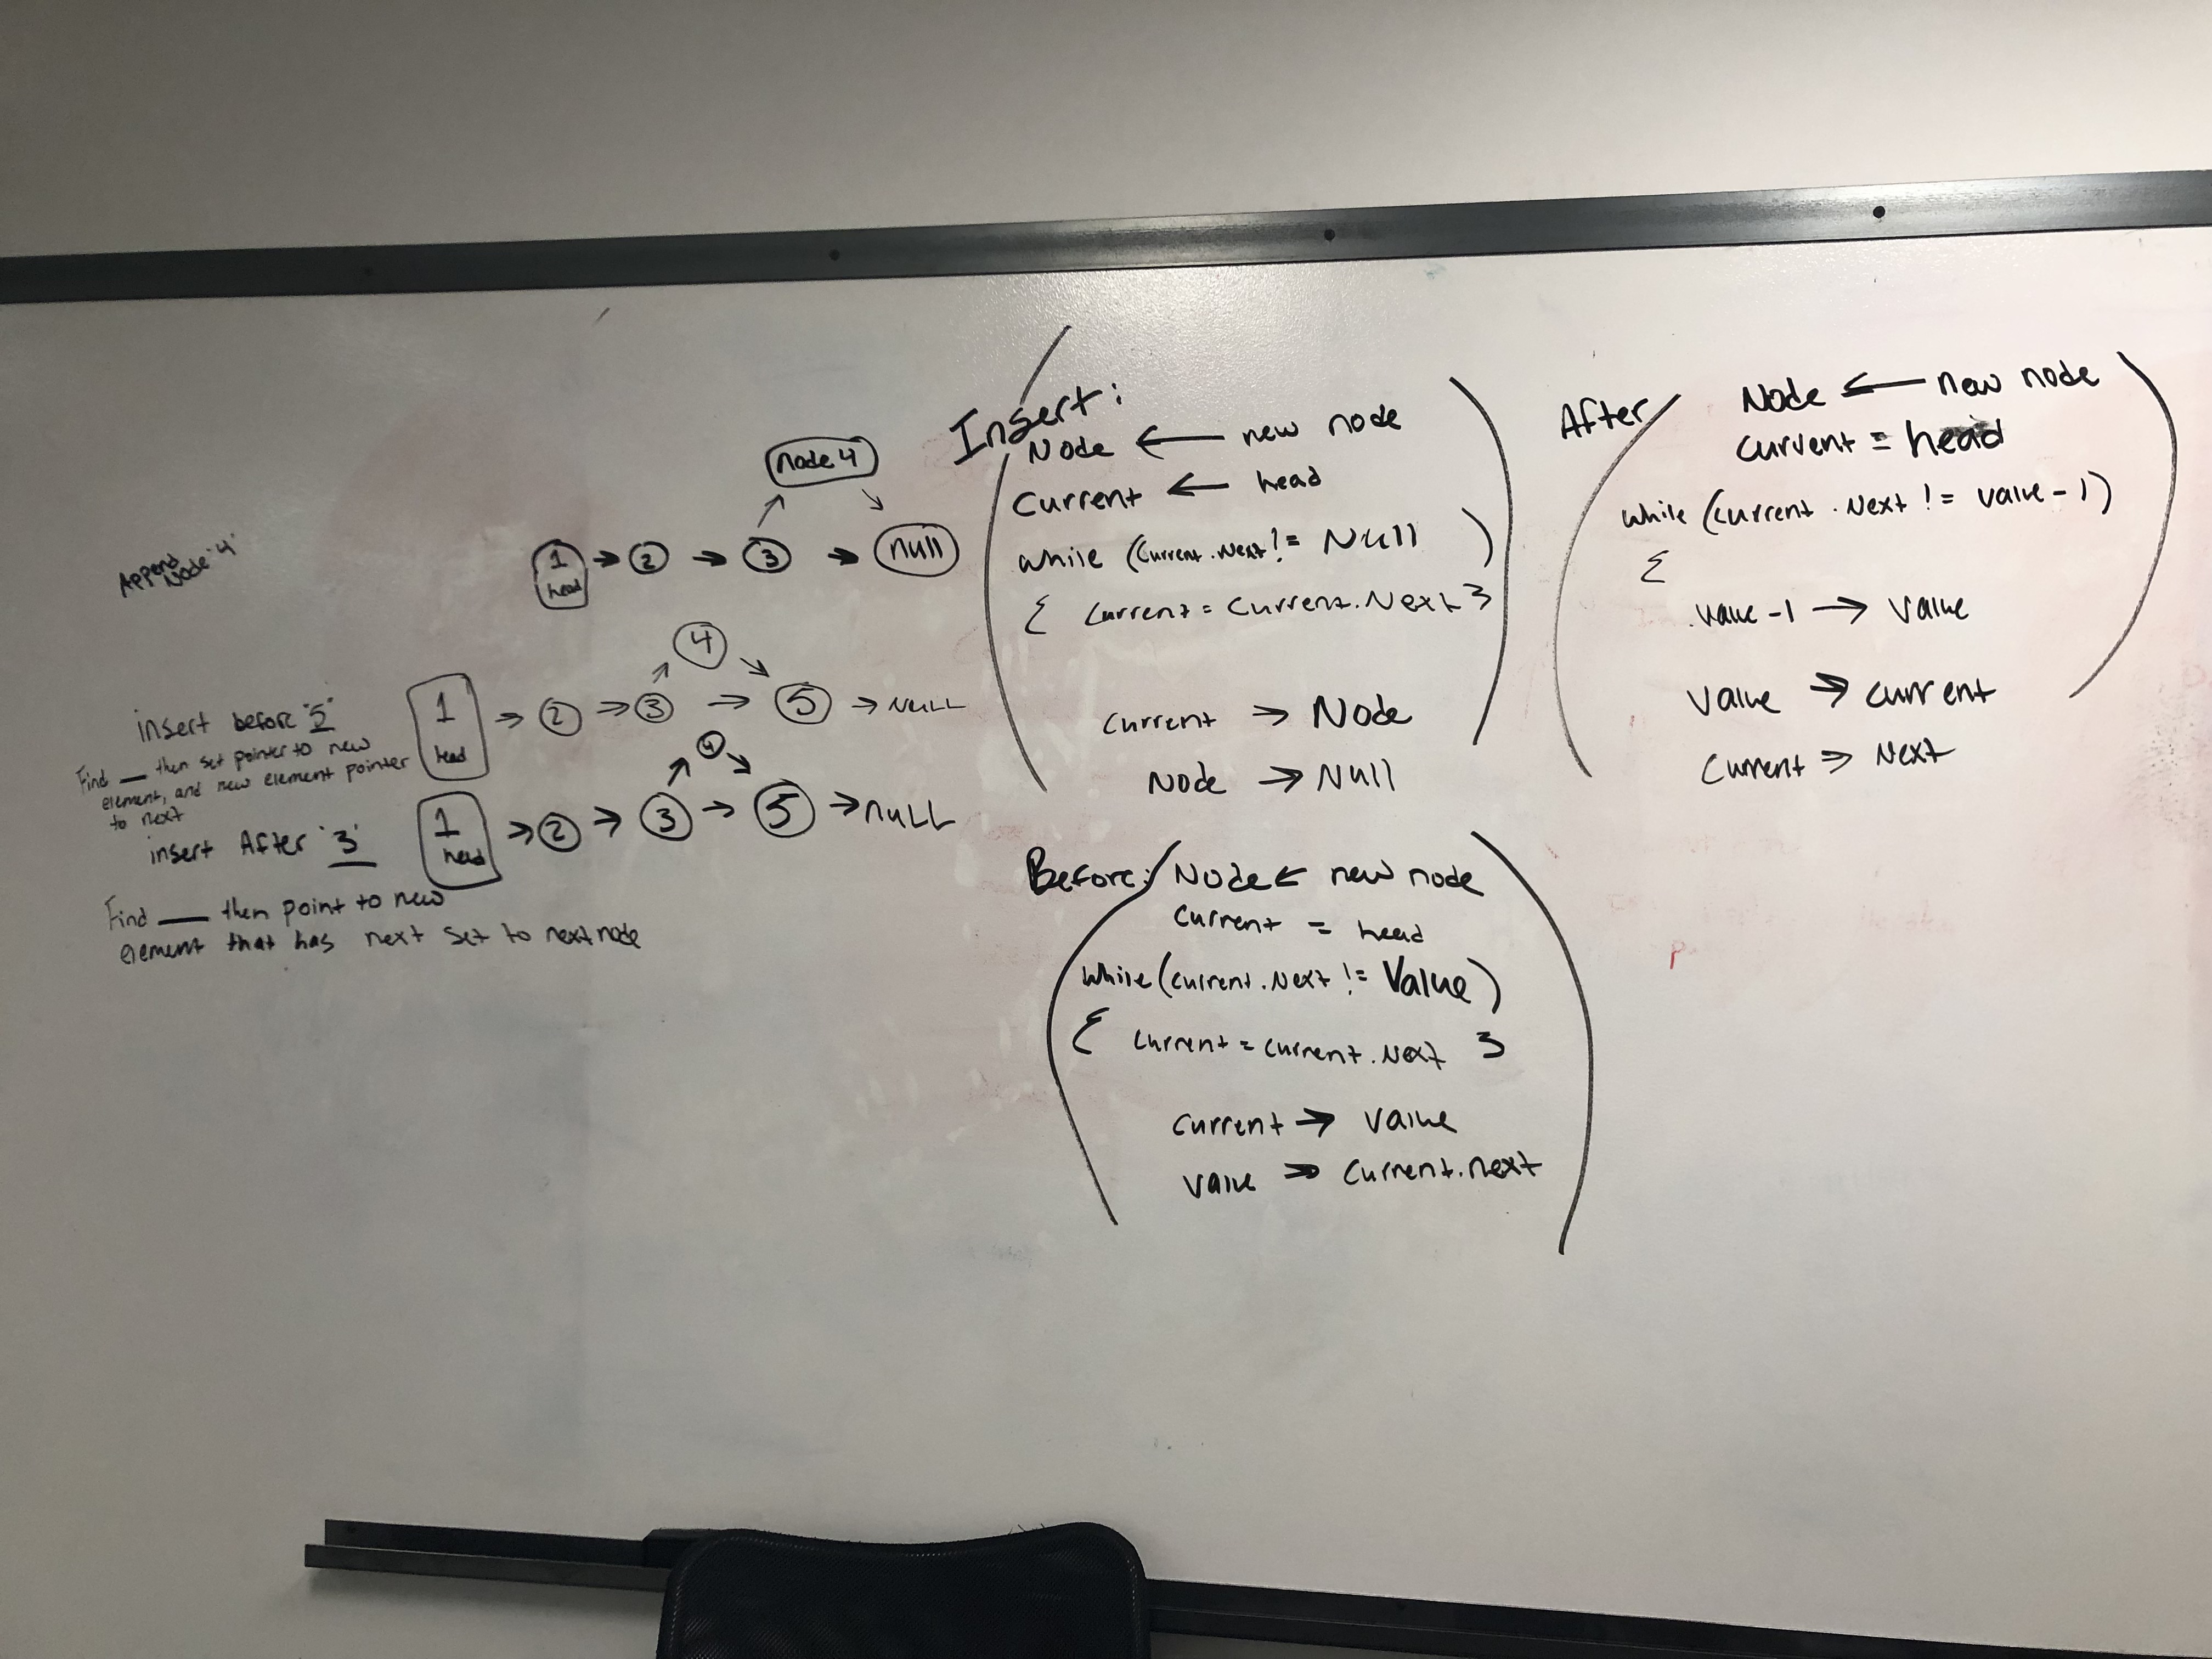 Append
Node "4"
node 4
1 → 2 → 3 → null
head
insert before "5"
Find __ then set pointer to new
element, and new element pointer
to next
4
1 → 2 → 3 → 5 → NULL
head
insert After '3'
4
1 → 2 → 3 → 5 → NULL
head
Find __ then point to new
element that has next set to next node
Insert:
Node ← new node
Current ← head
while (Current.Next != Null)
{ Current = Current.Next }
Current → Node
Node → Null
Before: Node ← new node
Current = head
while (Current.Next != Value)
{ Current = Current.Next }
Current → Value
Value → Current.next
After Node ← new node
Current = head
while (Current.Next != Value - 1)
{
Value - 1 → Value
Value → Current
Current → Next